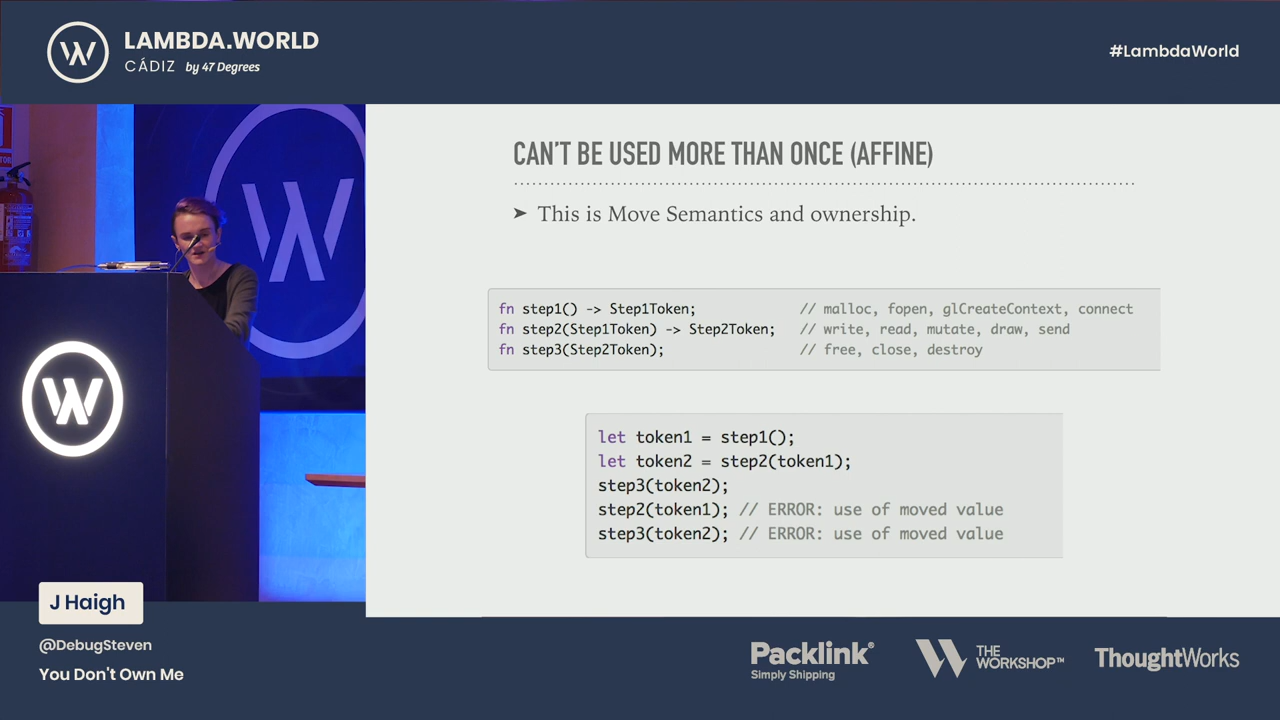 LAMBDA.WORLD
CÁDIZ by 47 Degrees
#LambdaWorld
CAN'T BE USED MORE THAN ONCE (AFFINE)
➤ This is Move Semantics and ownership.
fn step1() -> Step1Token; // malloc, fopen, glCreateContext, connect
fn step2(Step1Token) -> Step2Token; // write, read, mutate, draw, send
fn step3(Step2Token); // free, close, destroy
let token1 = step1();
let token2 = step2(token1);
step3(token2);
step2(token1); // ERROR: use of moved value
step3(token2); // ERROR: use of moved value
J Haigh
@DebugSteven
You Don't Own Me
Packlink®
Simply Shipping
THE
WORKSHOP™
ThoughtWorks